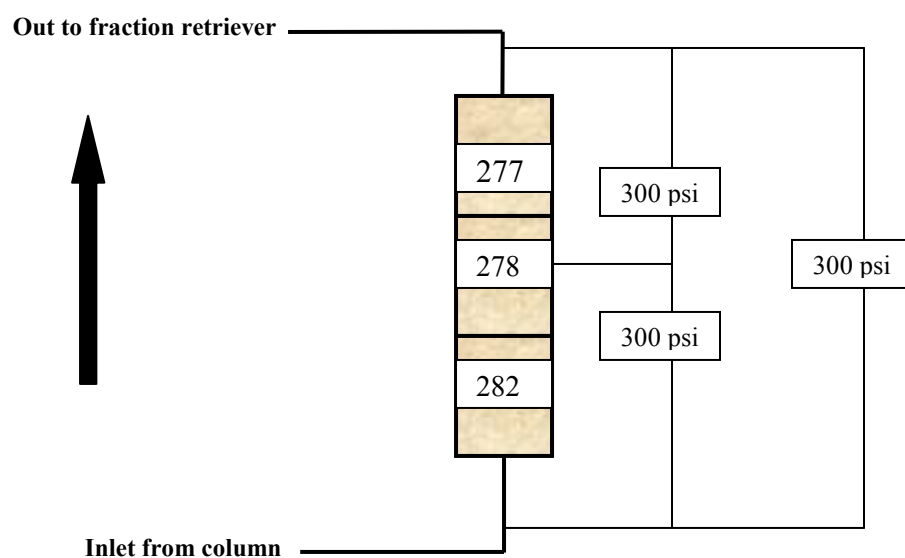 Out to fraction retriever
277
300 psi
278
300 psi
300 psi
282
Inlet from column